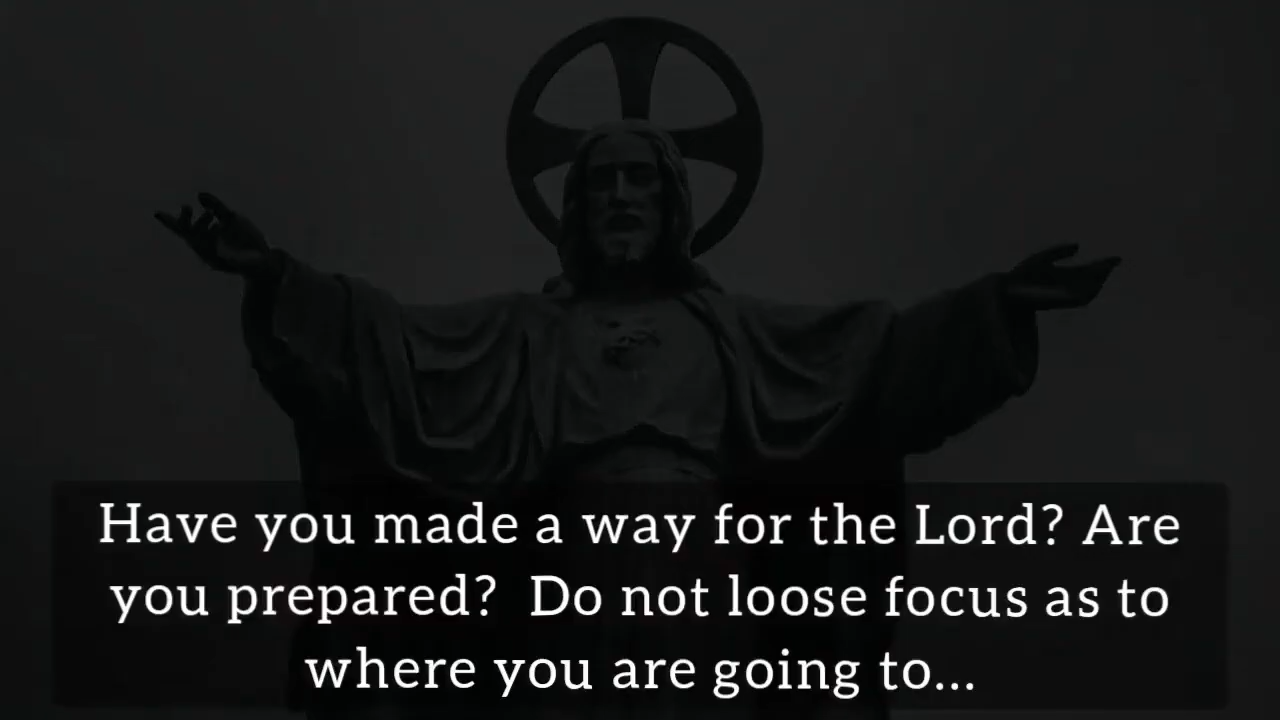 Have you made a way for the Lord? Are
you prepared?  Do not loose focus as to
where you are going to...